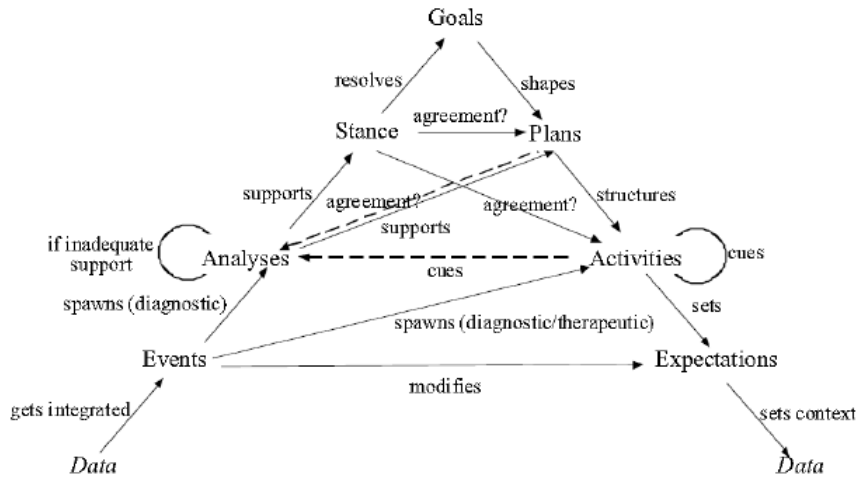 Goals
resolves
shapes
Stance
agreement?
Plans
supports
agreement?
supports
agreement?
structures
if inadequate
support
Analyses
cues
Activities
cues
spawns (diagnostic)
spawns (diagnostic/therapeutic)
sets
Events
modifies
Expectations
gets integrated
sets context
Data
Data